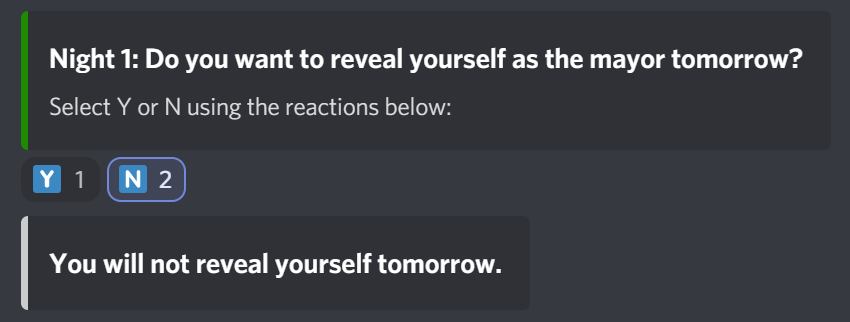 Night 1: Do you want to reveal yourself as the mayor tomorrow?
Select Y or N using the reactions below:
Y 1 N 2
You will not reveal yourself tomorrow.